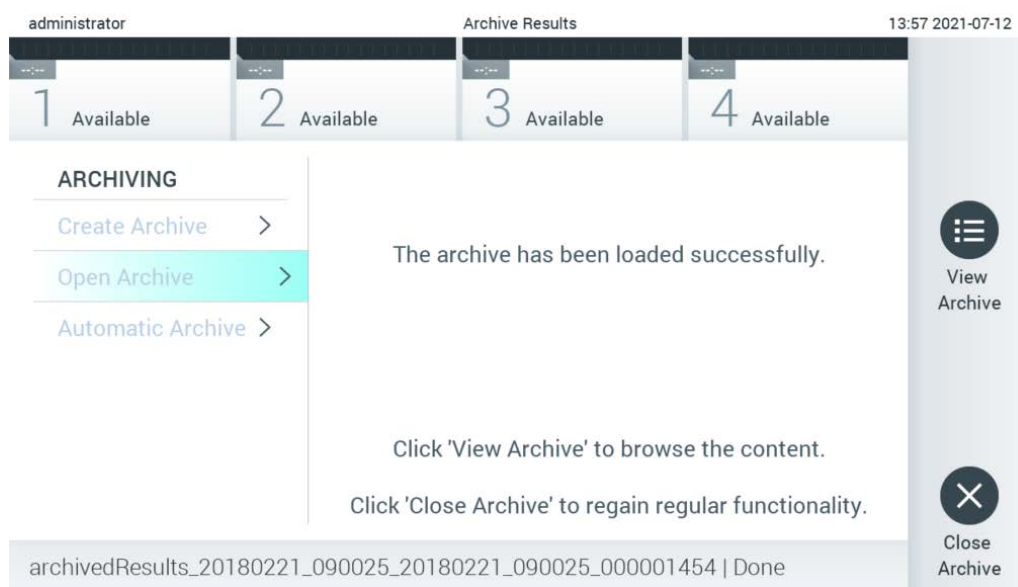 administrator Archive Results 13:57 2021-07-12
--:-- --:-- --:-- --:--
1 Available 2 Available 3 Available 4 Available
ARCHIVING
Create Archive
Open Archive
Automatic Archive
The archive has been loaded successfully.
Click 'View Archive' to browse the content.
Click 'Close Archive' to regain regular functionality.
View
Archive
Close
Archive
archivedResults_20180221_090025_20180221_090025_000001454 | Done